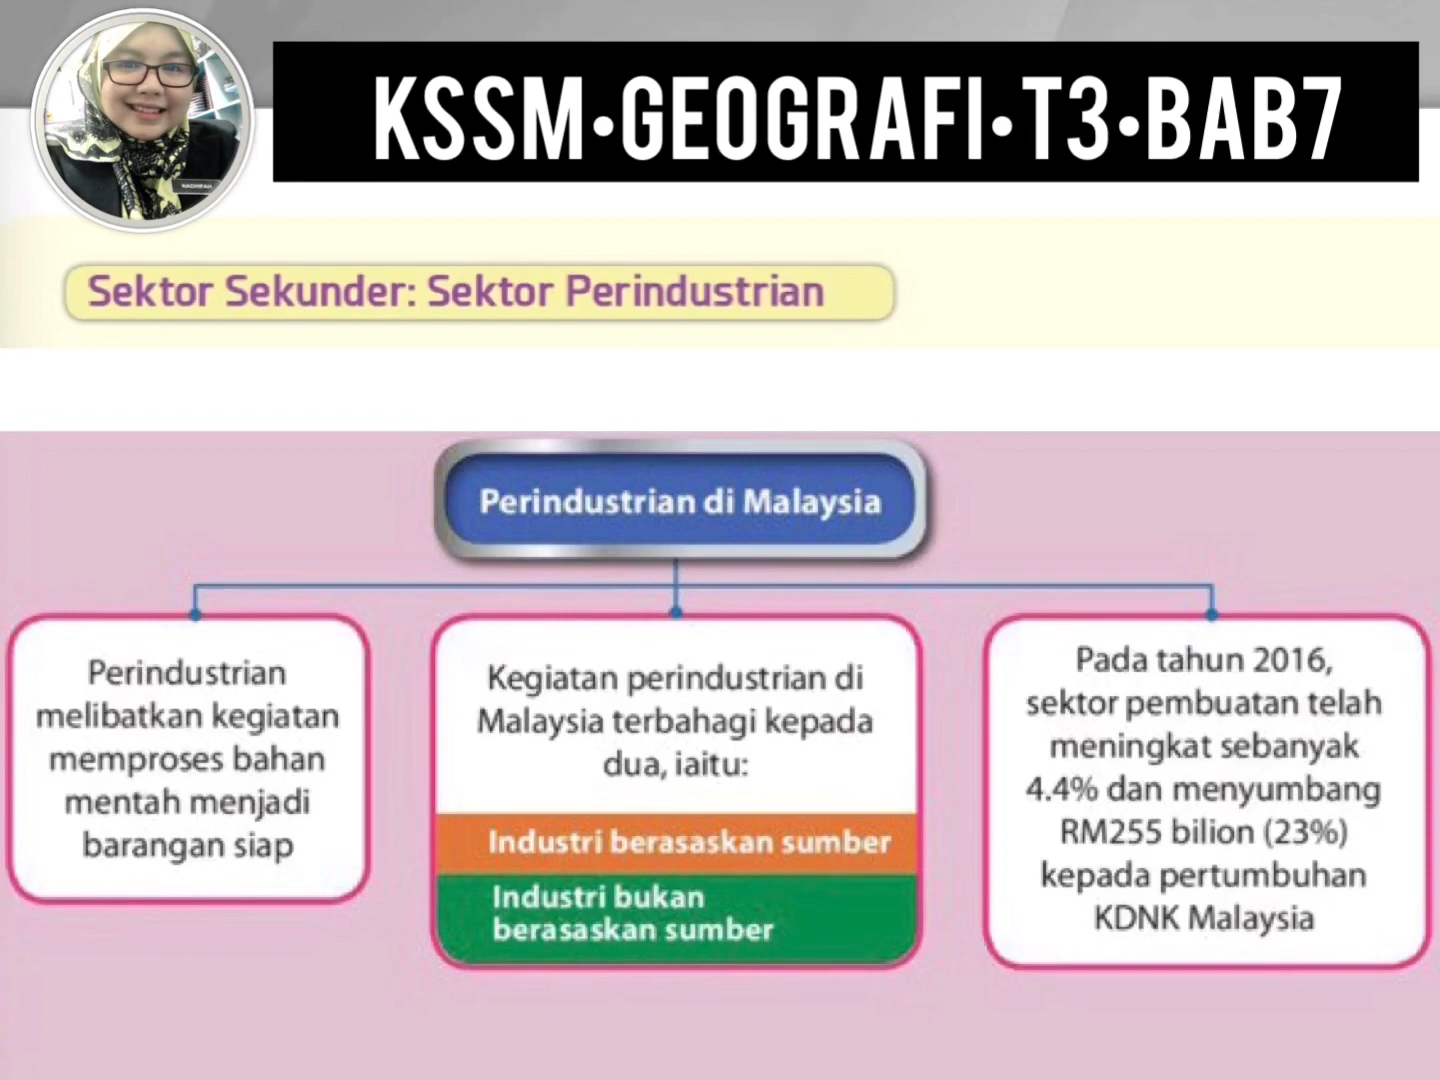 KSSM•GEOGRAFI•T3•BAB7
Sektor Sekunder: Sektor Perindustrian
Perindustrian di Malaysia
Perindustrian
melibatkan kegiatan
memproses bahan
mentah menjadi
barangan siap
Kegiatan perindustrian di
Malaysia terbahagi kepada
dua, iaitu:
Industri berasaskan sumber
Industri bukan
berasaskan sumber
Pada tahun 2016,
sektor pembuatan telah
meningkat sebanyak
4.4% dan menyumbang
RM255 bilion (23%)
kepada pertumbuhan
KDNK Malaysia